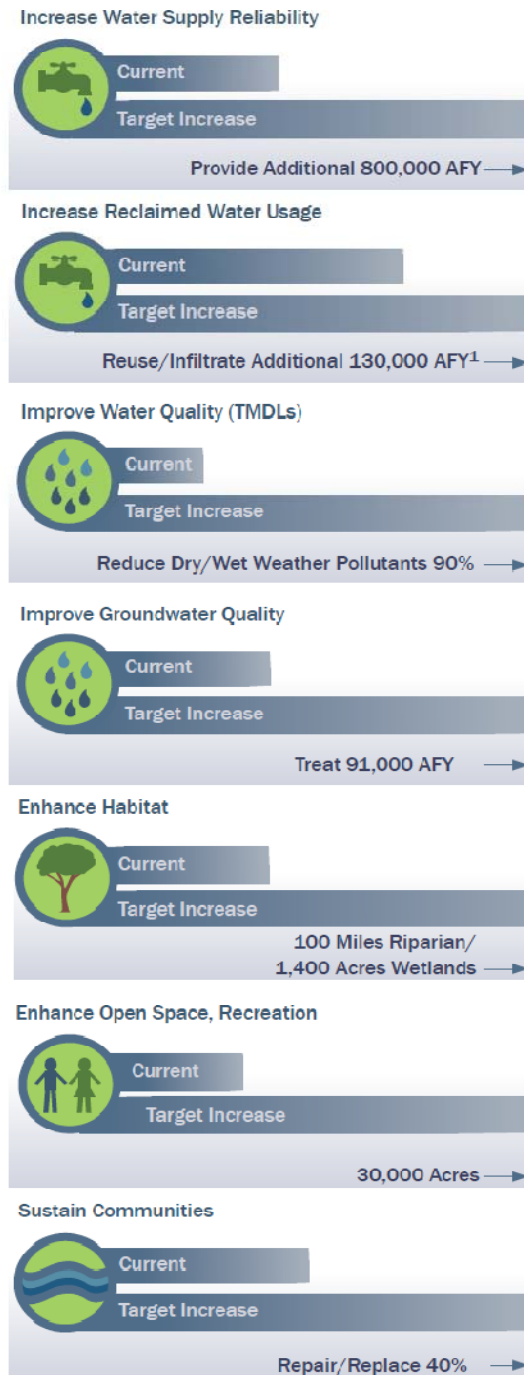 Increase Water Supply Reliability
Current
Target Increase
Provide Additional 800,000 AFY
Increase Reclaimed Water Usage
Current
Target Increase
Reuse/Infiltrate Additional 130,000 AFY¹
Improve Water Quality (TMDLs)
Current
Target Increase
Reduce Dry/Wet Weather Pollutants 90%
Improve Groundwater Quality
Current
Target Increase
Treat 91,000 AFY
Enhance Habitat
Current
Target Increase
100 Miles Riparian/
1,400 Acres Wetlands
Enhance Open Space, Recreation
Current
Target Increase
30,000 Acres
Sustain Communities
Current
Target Increase
Repair/Replace 40%